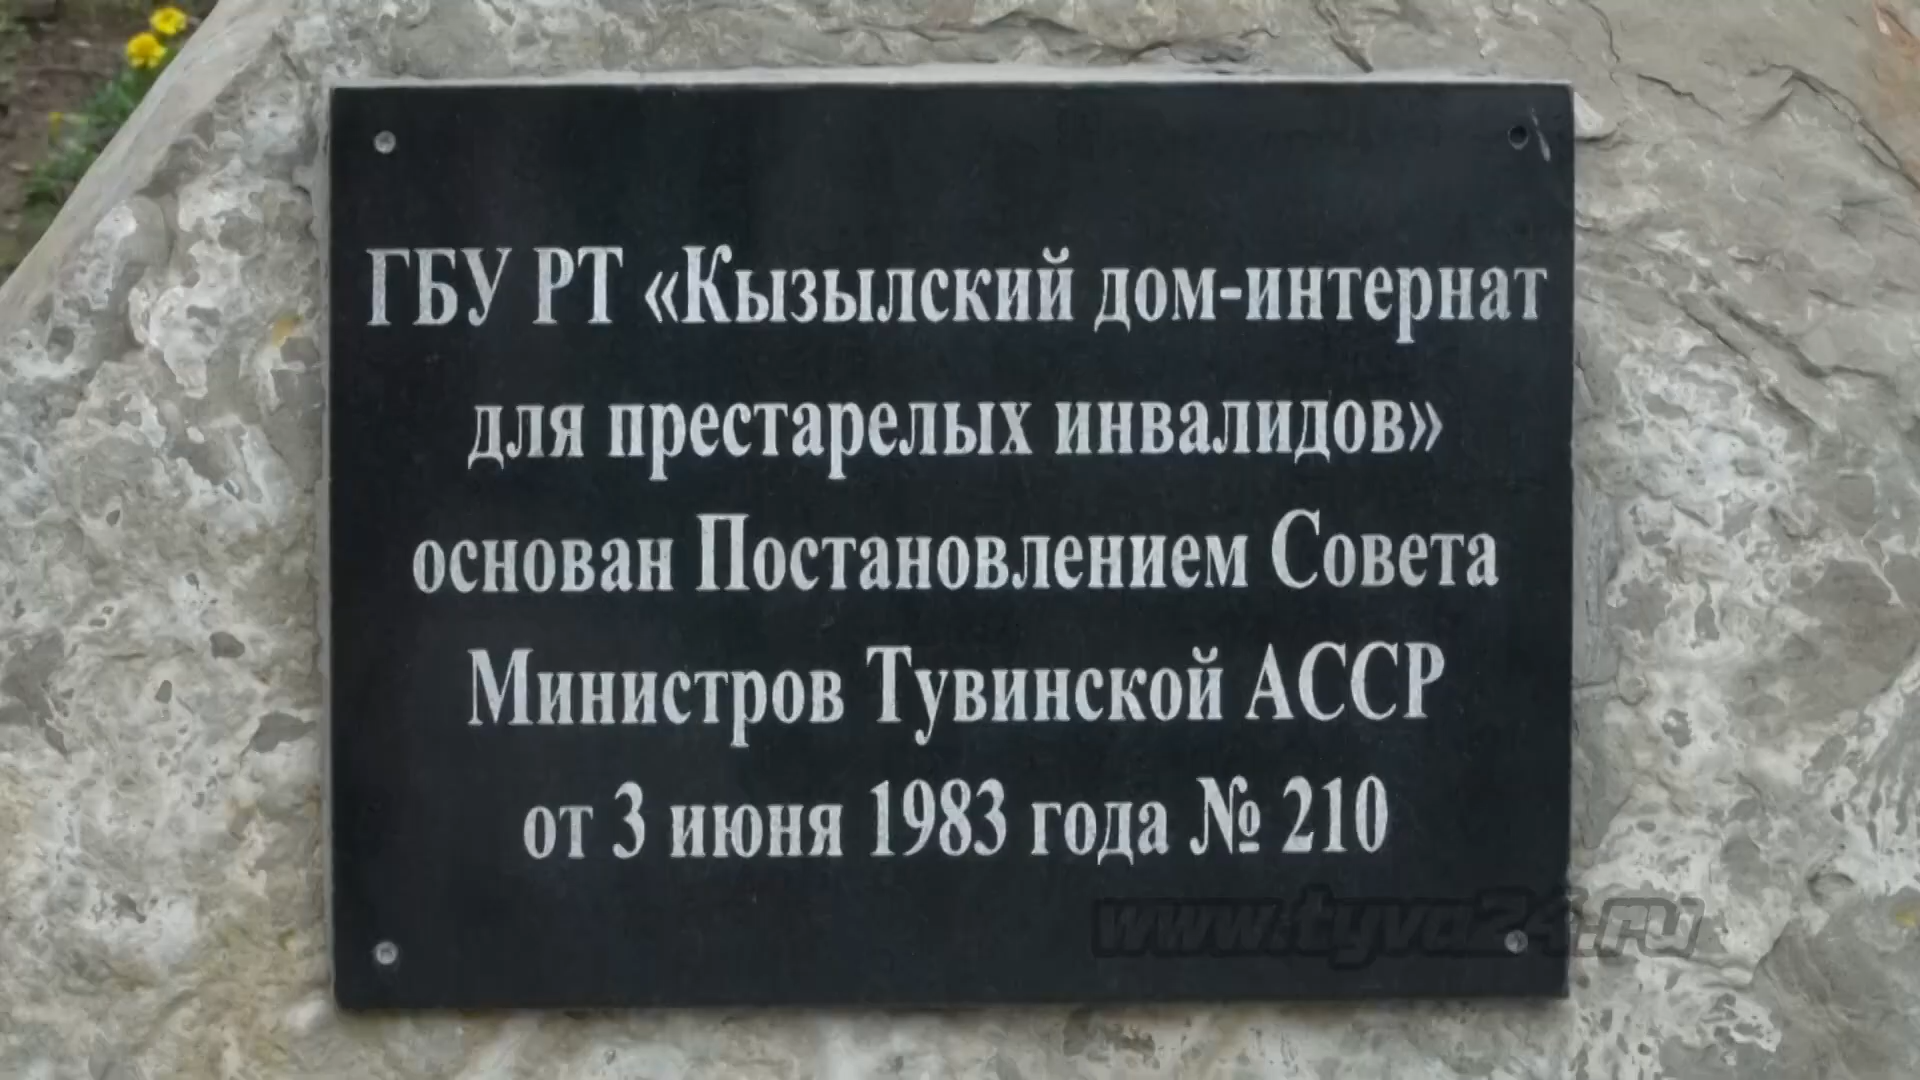 ГБУ РТ «Кызылский дом-интернат
для престарелых инвалидов»
основан Постановлением Совета
Министров Тувинской АССР
от 3 июня 1983 года № 210
www.tyva24.ru